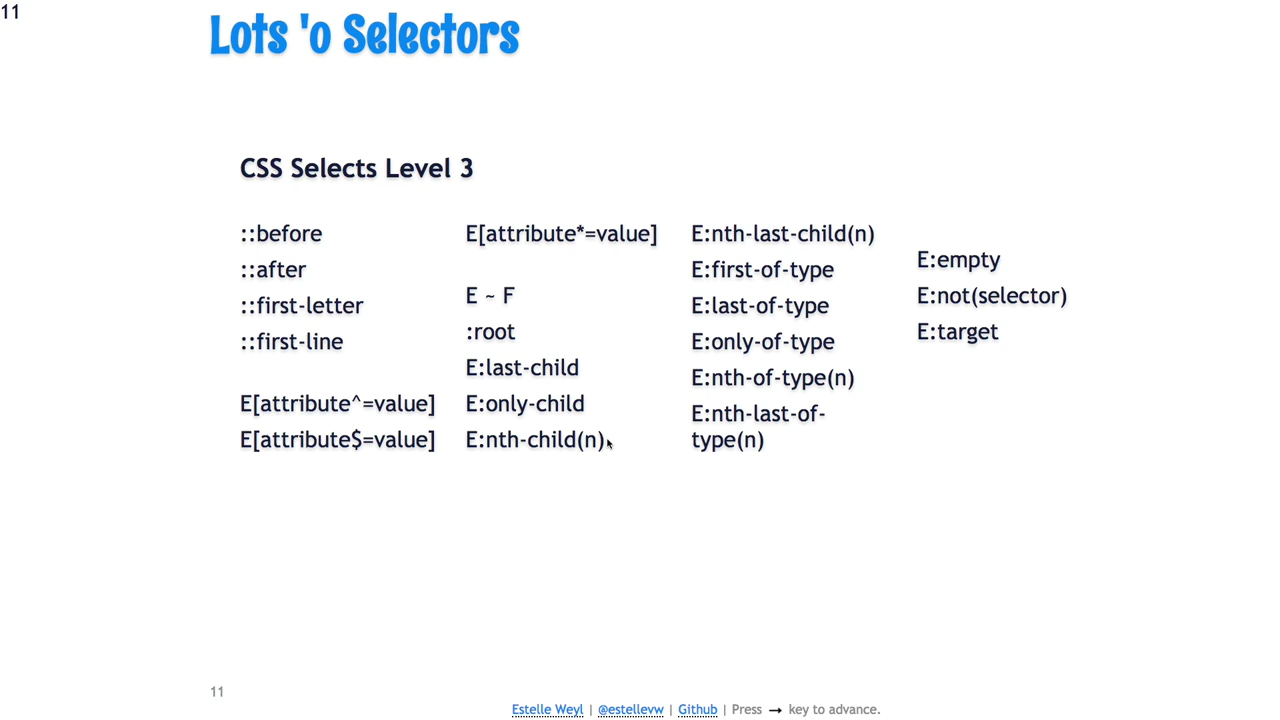 11
Lots 'o Selectors
CSS Selects Level 3
::before
::after
::first-letter
::first-line
E[attribute^=value]
E[attribute$=value]
E[attribute*=value]
E ~ F
:root
E:last-child
E:only-child
E:nth-child(n)
E:nth-last-child(n)
E:first-of-type
E:last-of-type
E:only-of-type
E:nth-of-type(n)
E:nth-last-of-
type(n)
E:empty
E:not(selector)
E:target
11
Estelle Weyl | @estellevw | Github | Press → key to advance.